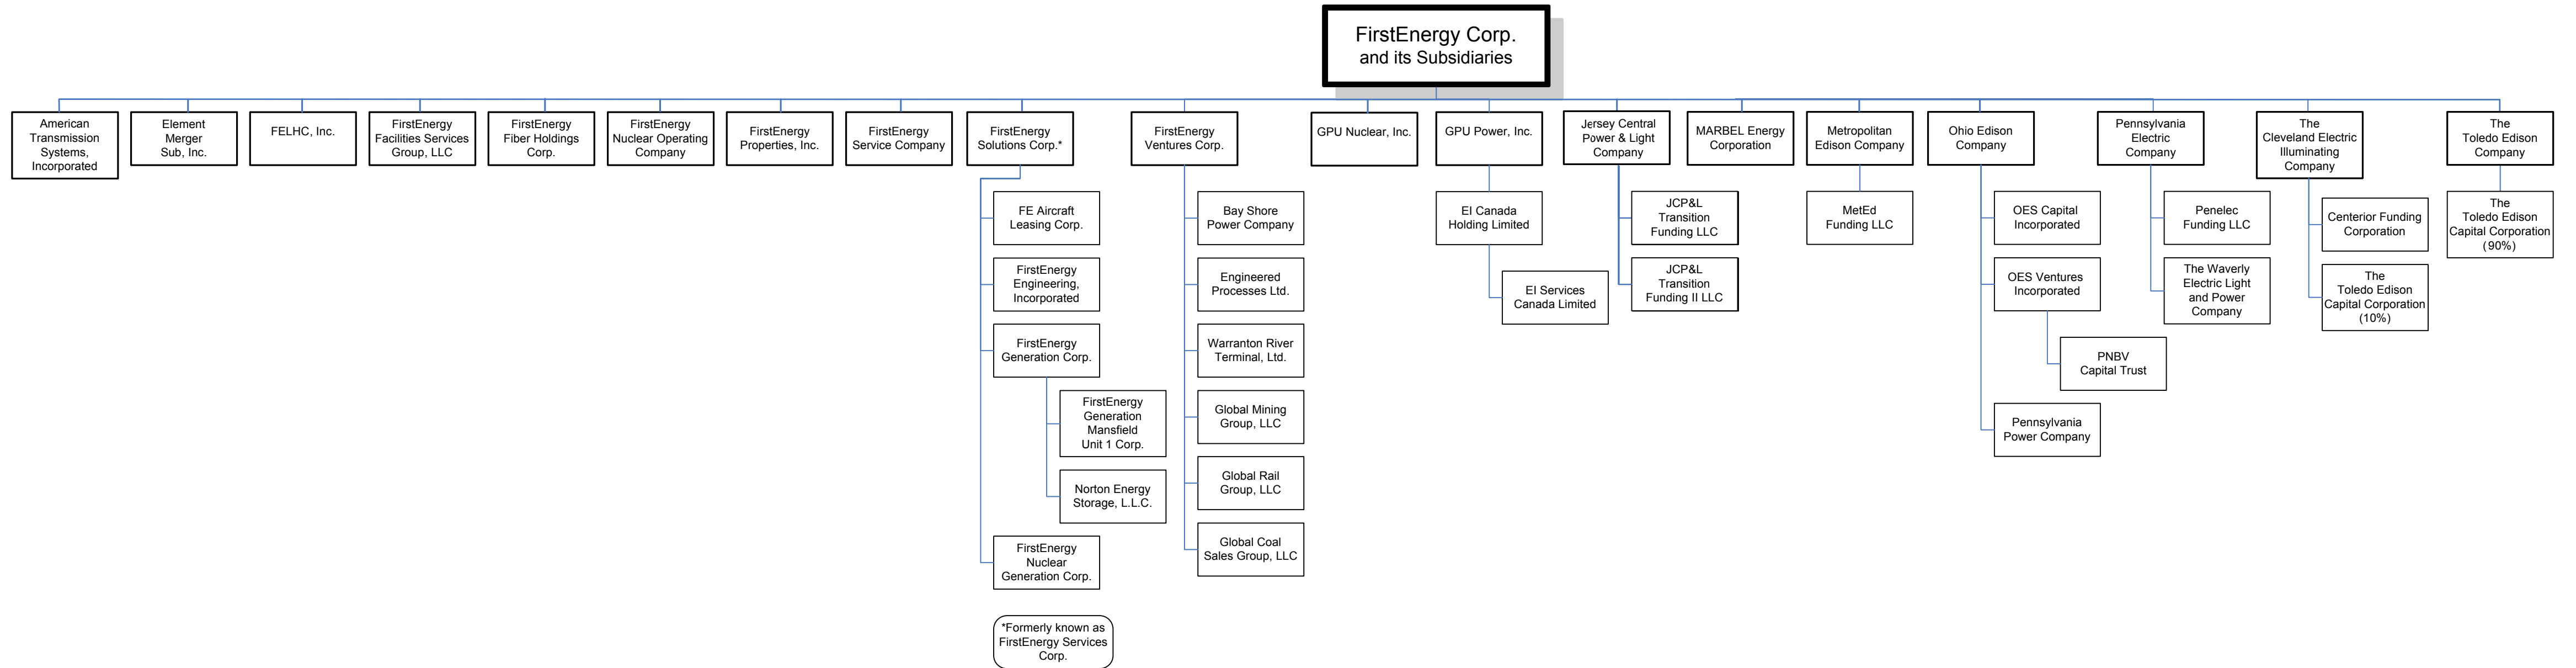 FirstEnergy Corp.
and its Subsidiaries
American
Transmission
Systems,
Incorporated
Element
Merger
Sub, Inc.
FELHC, Inc.
FirstEnergy
Facilities Services
Group, LLC
FirstEnergy
Fiber Holdings
Corp.
FirstEnergy
Nuclear Operating
Company
FirstEnergy
Properties, Inc.
FirstEnergy
Service Company
FirstEnergy
Solutions Corp.*
FirstEnergy
Ventures Corp.
GPU Nuclear, Inc.
GPU Power, Inc.
Jersey Central
Power & Light
Company
MARBEL Energy
Corporation
Metropolitan
Edison Company
Ohio Edison
Company
Pennsylvania
Electric
Company
The
Cleveland Electric
Illuminating
Company
The
Toledo Edison
Company
FE Aircraft
Leasing Corp.
FirstEnergy
Engineering,
Incorporated
FirstEnergy
Generation Corp.
FirstEnergy
Generation
Mansfield
Unit 1 Corp.
Norton Energy
Storage, L.L.C.
FirstEnergy
Nuclear
Generation Corp.
*Formerly known as
FirstEnergy Services
Corp.
Bay Shore
Power Company
Engineered
Processes Ltd.
Warranton River
Terminal, Ltd.
Global Mining
Group, LLC
Global Rail
Group, LLC
Global Coal
Sales Group, LLC
EI Canada
Holding Limited
EI Services
Canada Limited
JCP&L
Transition
Funding LLC
JCP&L
Transition
Funding II LLC
MetEd
Funding LLC
OES Capital
Incorporated
OES Ventures
Incorporated
PNBV
Capital Trust
Pennsylvania
Power Company
Penelec
Funding LLC
The Waverly
Electric Light
and Power
Company
Centerior Funding
Corporation
The
Toledo Edison
Capital Corporation
(10%)
The
Toledo Edison
Capital Corporation
(90%)